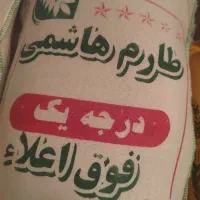 طارم هاشمی
درجه یک
فوق اعلاء